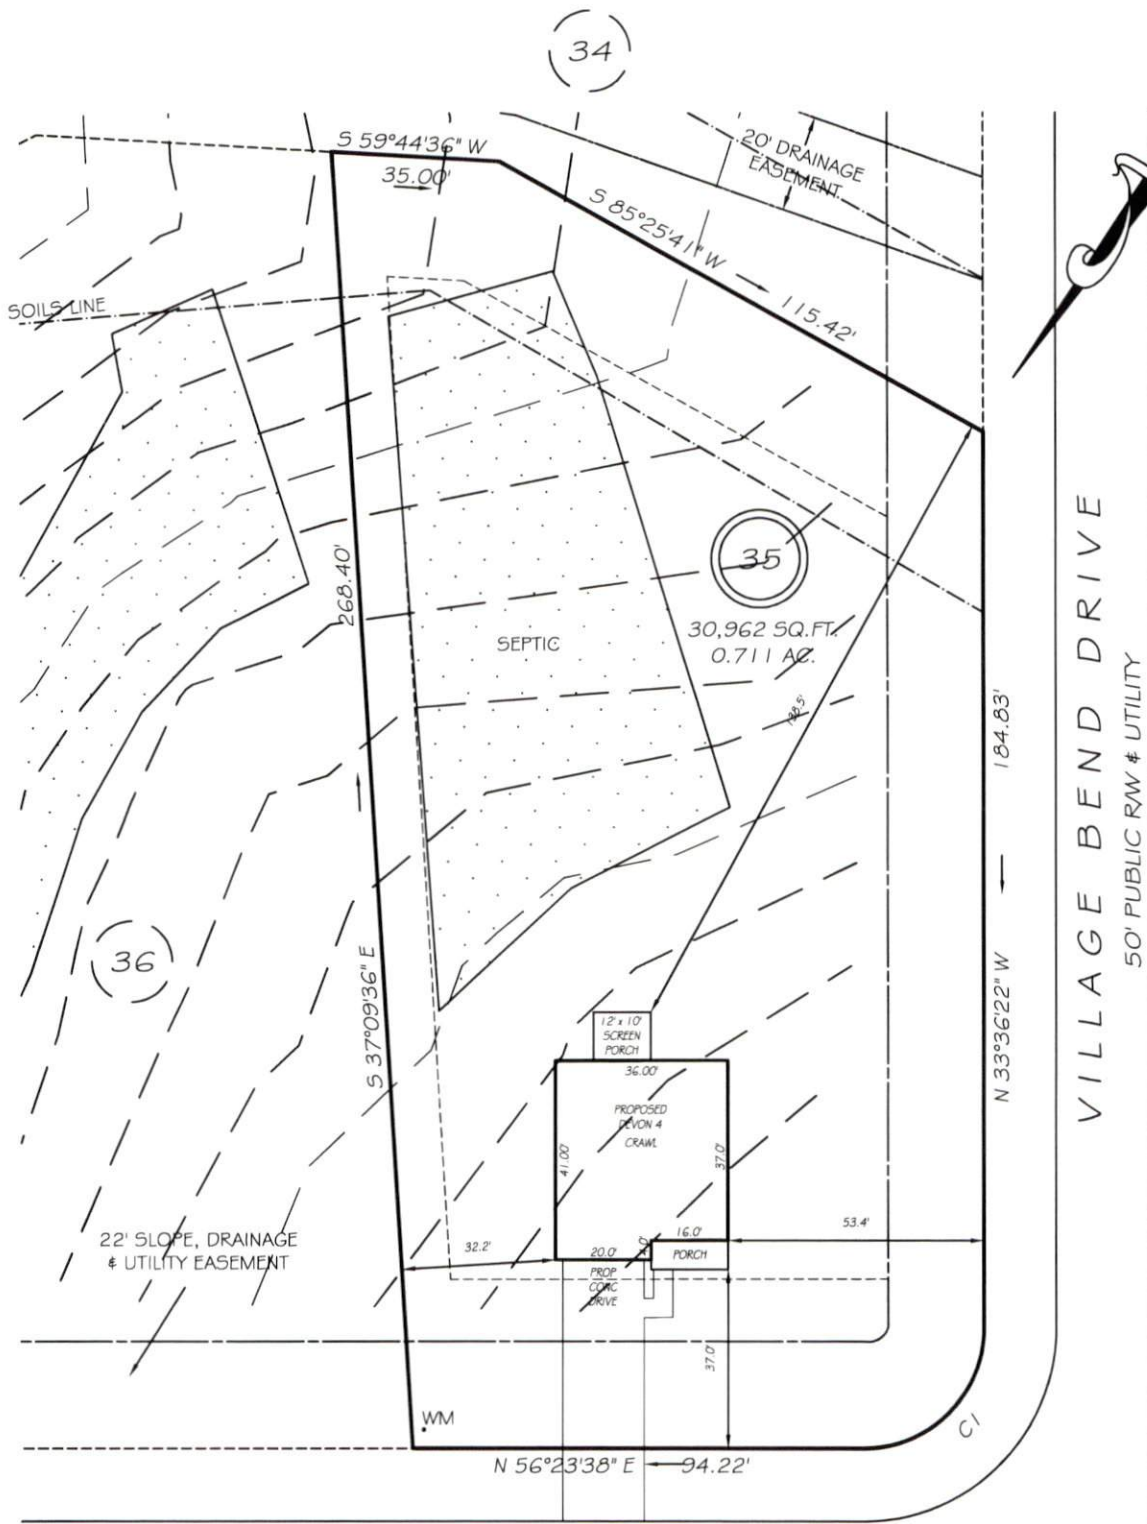 34
S 59°44'36" W
35.00'
20' DRAINAGE
EASEMENT
S 85°25'41" W
115.42'
SOILS LINE
268.40'
SEPTIC
35
30,962 SQ.FT.
0.711 AC.
184.83'
VILLAGE BEND DRIVE
50' PUBLIC R/W & UTILITY
36
S 37°09'36" E
N 33°36'22" W
12' x 10'
SCREEN
PORCH
36.00'
PROPOSED
DEVON 4
CRAWL
41.00'
37.0'
22' SLOPE, DRAINAGE
& UTILITY EASEMENT
32.2'
20.0'
16.0'
PORCH
53.4'
PROP
CONC
DRIVE
37.0'
WM
C1
N 56°23'38" E
94.22'